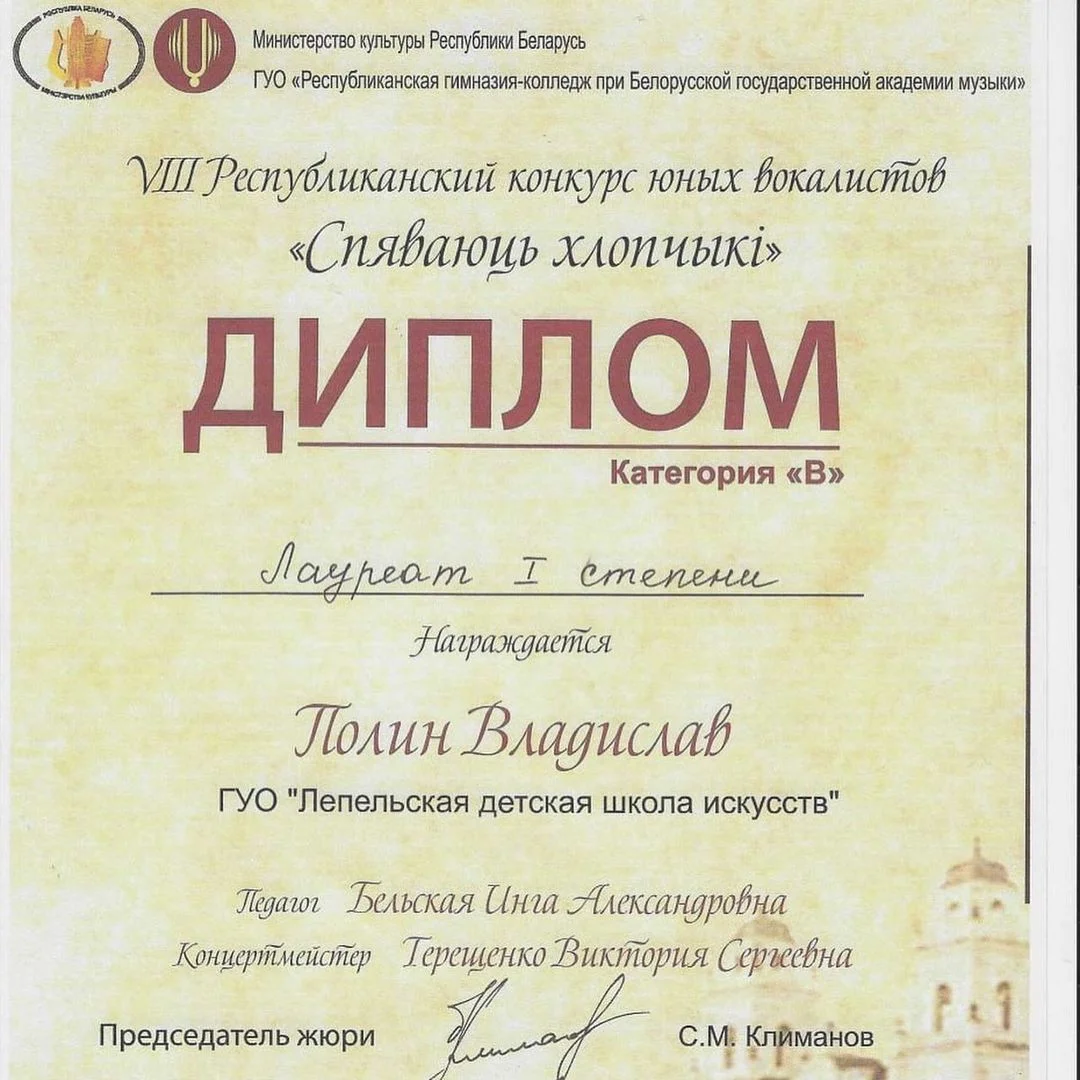 РЕСПУБЛИКА БЕЛАРУСЬ
Министерство культуры Республики Беларусь
ГУО «Республиканская гимназия-колледж при Белорусской государственной академии музыки»
VIII Республиканский конкурс юных вокалистов
«Спяваюць хлопчыкі»
ДИПЛОМ
Категория «В»
Лауреат I степени
Награждается
Полин Владислав
ГУО "Лепельская детская школа искусств"
Педагог Бельская Инга Александровна
Концертмейстер Терещенко Виктория Сергеевна
Председатель жюри С.М. Климанов